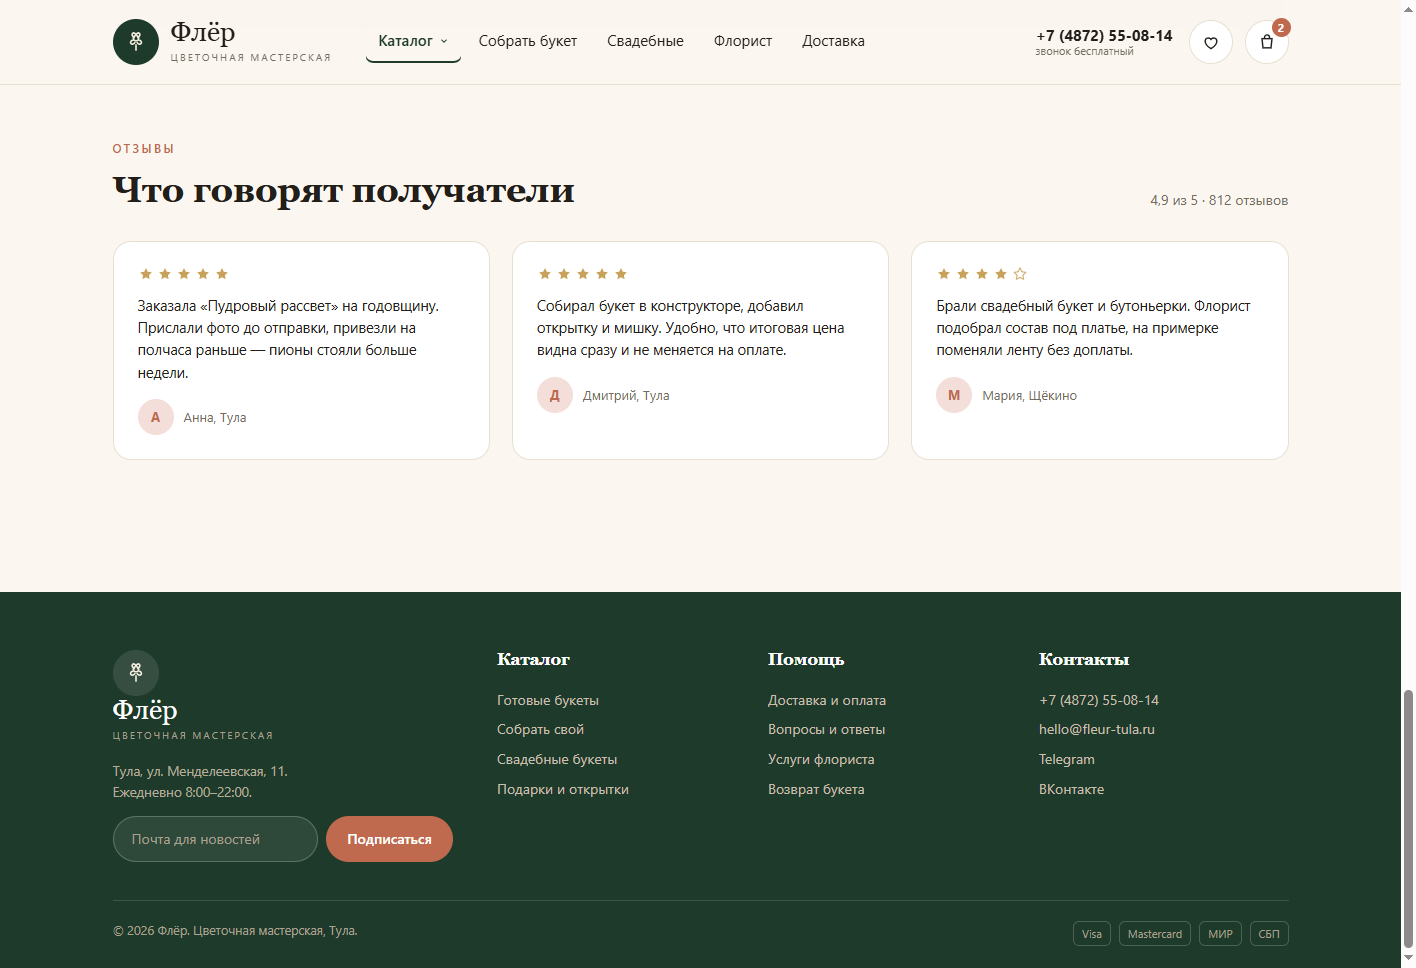 Флёр
ЦВЕТОЧНАЯ МАСТЕРСКАЯ
Каталог
Собрать букет
Свадебные
Флорист
Доставка
+7 (4872) 55-08-14
звонок бесплатный
2
ОТЗЫВЫ
Что говорят получатели
4,9 из 5 · 812 отзывов
Заказала «Пудровый рассвет» на годовщину.
Прислали фото до отправки, привезли на
полчаса раньше — пионы стояли больше
недели.
А
Анна, Тула
Собирал букет в конструкторе, добавил
открытку и мишку. Удобно, что итоговая цена
видна сразу и не меняется на оплате.
Д
Дмитрий, Тула
Брали свадебный букет и бутоньерки. Флорист
подобрал состав под платье, на примерке
поменяли ленту без доплаты.
М
Мария, Щёкино
Флёр
ЦВЕТОЧНАЯ МАСТЕРСКАЯ
Тула, ул. Менделеевская, 11.
Ежедневно 8:00–22:00.
Почта для новостей
Подписаться
Каталог
Готовые букеты
Собрать свой
Свадебные букеты
Подарки и открытки
Помощь
Доставка и оплата
Вопросы и ответы
Услуги флориста
Возврат букета
Контакты
+7 (4872) 55-08-14
hello@fleur-tula.ru
Telegram
ВКонтакте
© 2026 Флёр. Цветочная мастерская, Тула.
Visa
Mastercard
МИР
СБП